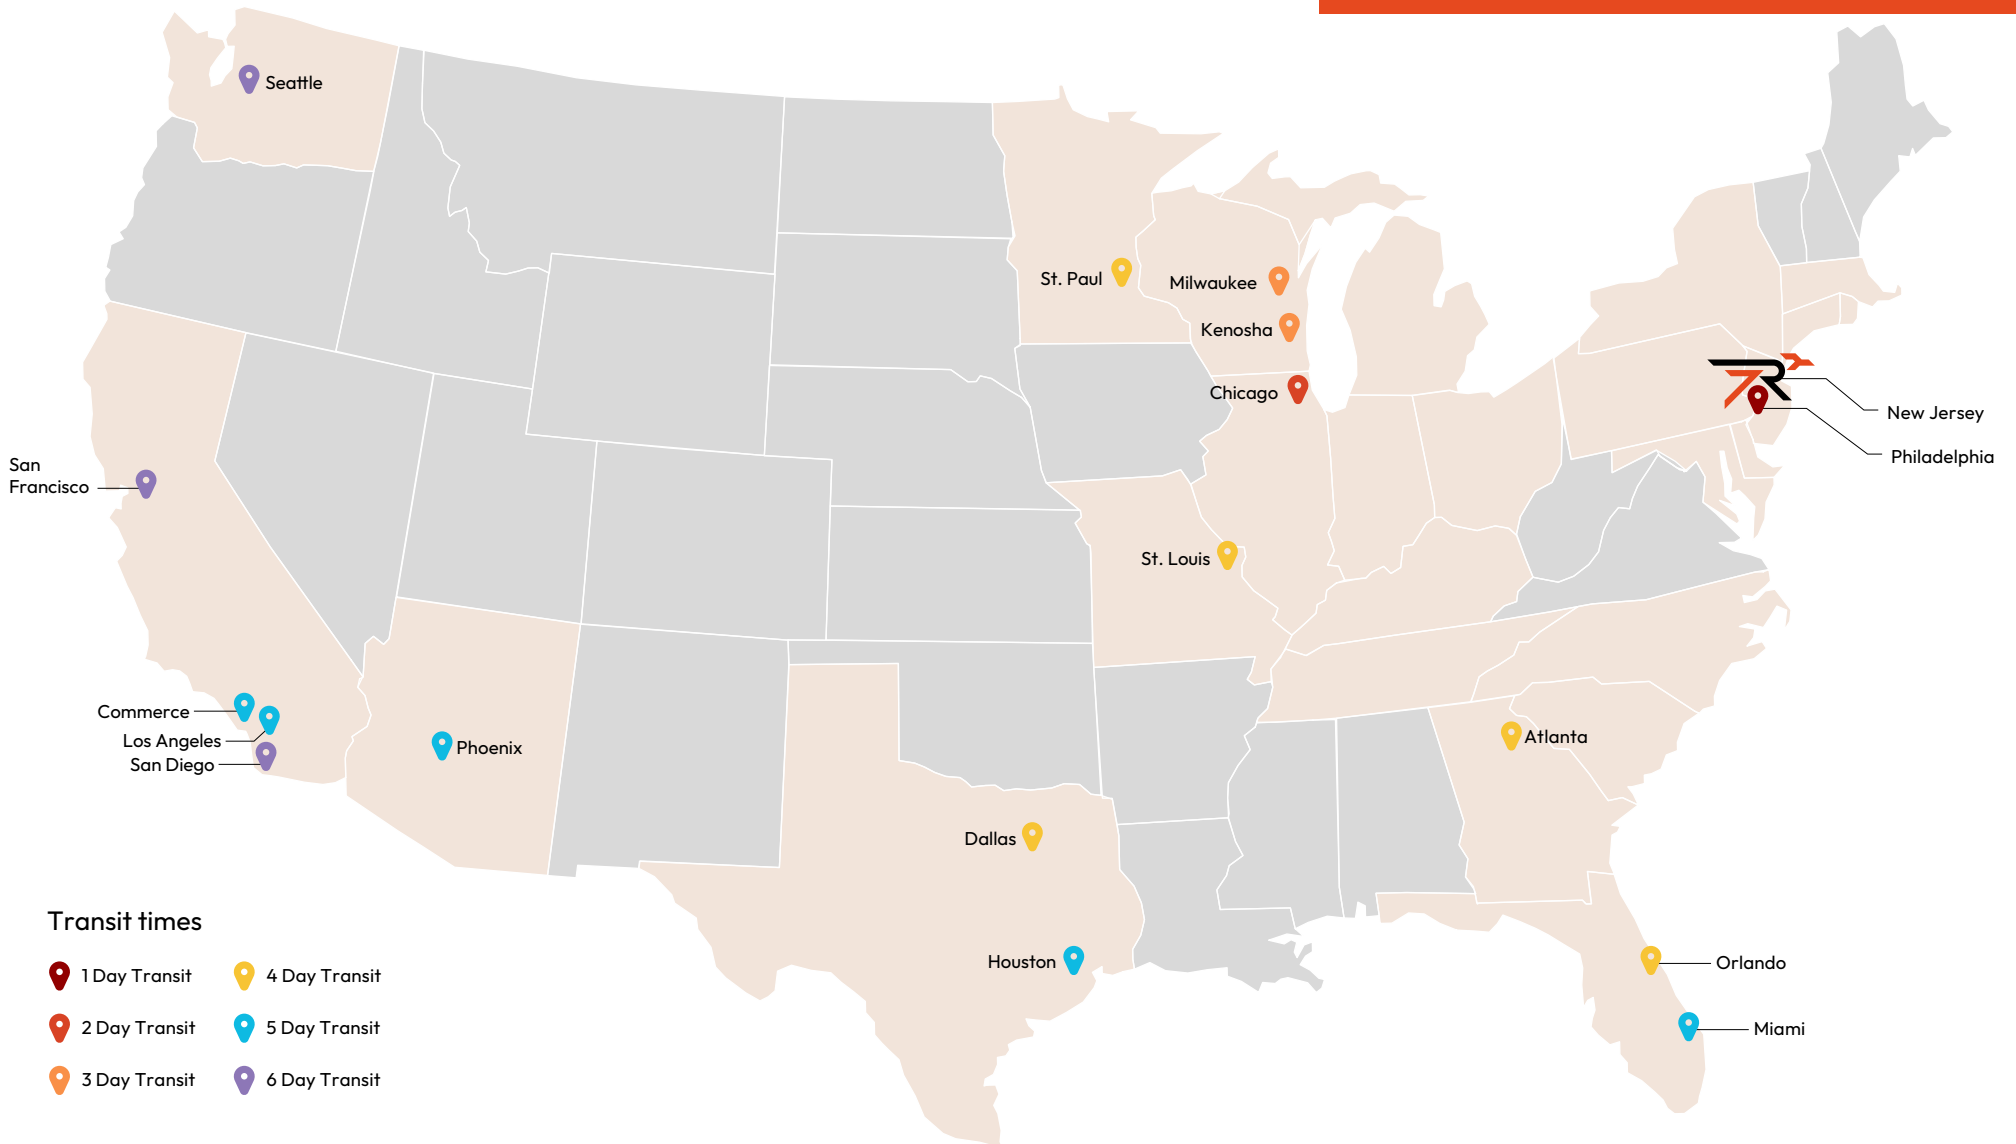 Seattle
St. Paul
Milwaukee
Kenosha
Chicago
New Jersey
Philadelphia
San
Francisco
St. Louis
Commerce
Los Angeles
San Diego
Phoenix
Atlanta
Dallas
Houston
Orlando
Miami
Transit times
1 Day Transit
4 Day Transit
2 Day Transit
5 Day Transit
3 Day Transit
6 Day Transit
7R